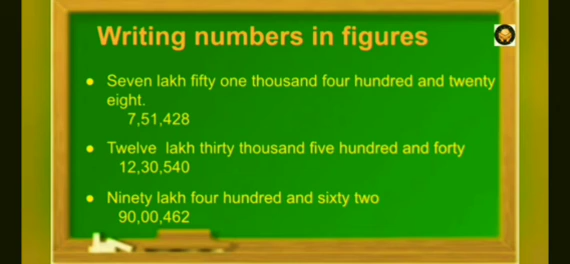 Writing numbers in figures
• Seven lakh fifty one thousand four hundred and twenty
eight.
7,51,428
• Twelve lakh thirty thousand five hundred and forty
12,30,540
• Ninety lakh four hundred and sixty two
90,00,462